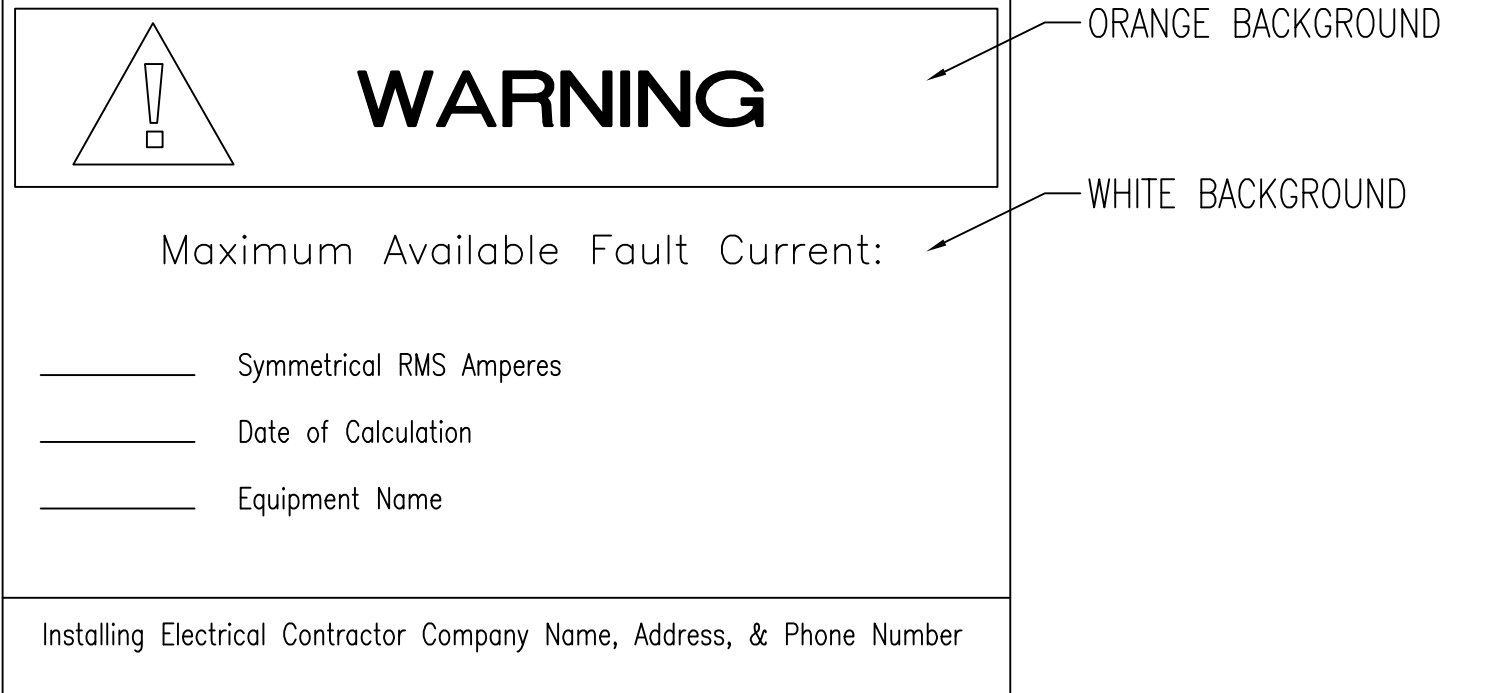 ! WARNING
ORANGE BACKGROUND
WHITE BACKGROUND
Maximum Available Fault Current:
Symmetrical RMS Amperes
Date of Calculation
Equipment Name
Installing Electrical Contractor Company Name, Address, & Phone Number